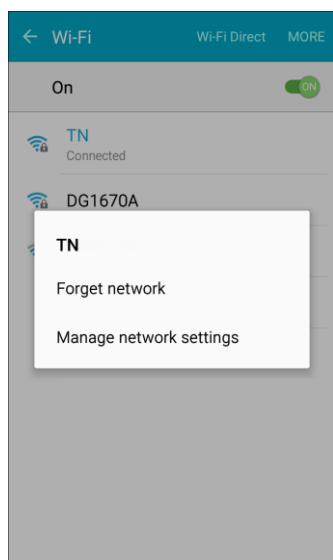 Wi-Fi Wi-Fi Direct MORE
On ON
TN
Connected
DG1670A
TN
Forget network
Manage network settings